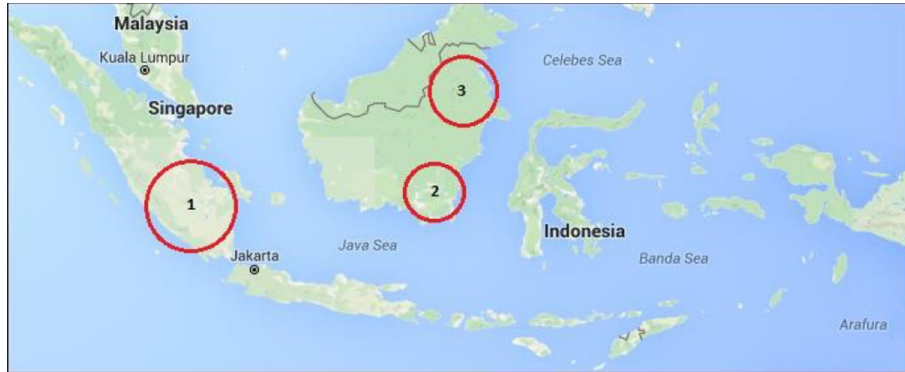 Malaysia
Kuala Lumpur
Celebes Sea
3
Singapore
2
1
Indonesia
Java Sea
Jakarta
Banda Sea
Arafura